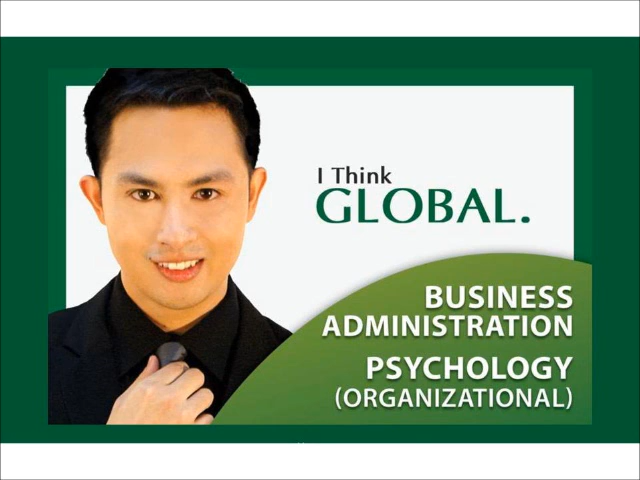 I Think
GLOBAL.
BUSINESS
ADMINISTRATION
PSYCHOLOGY
(ORGANIZATIONAL)